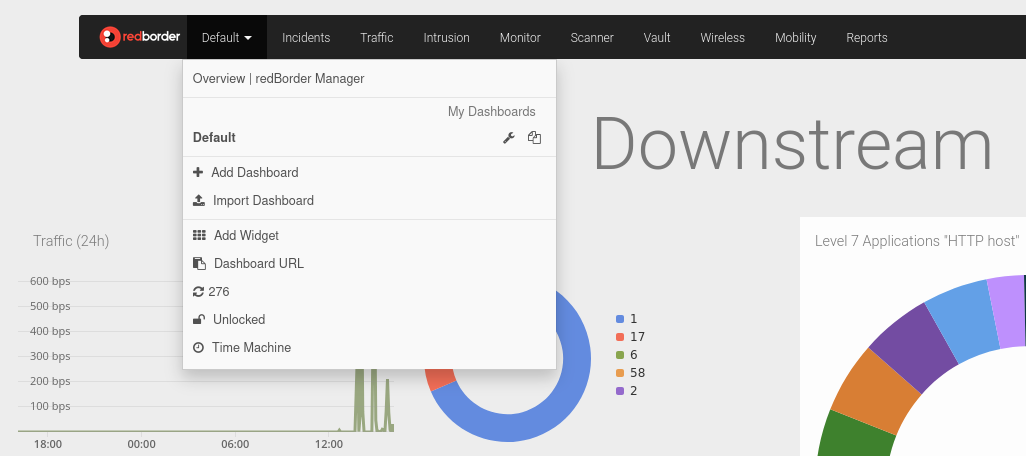 redborder Default Incidents Traffic Intrusion Monitor Scanner Vault Wireless Mobility Reports
Overview | redBorder Manager
My Dashboards
Default
Add Dashboard
Import Dashboard
Add Widget
Dashboard URL
276
Unlocked
Time Machine
Downstream
Traffic (24h)
600 bps
500 bps
400 bps
300 bps
200 bps
100 bps
18:00 00:00 06:00 12:00
1
17
6
58
2
Level 7 Applications "HTTP host"